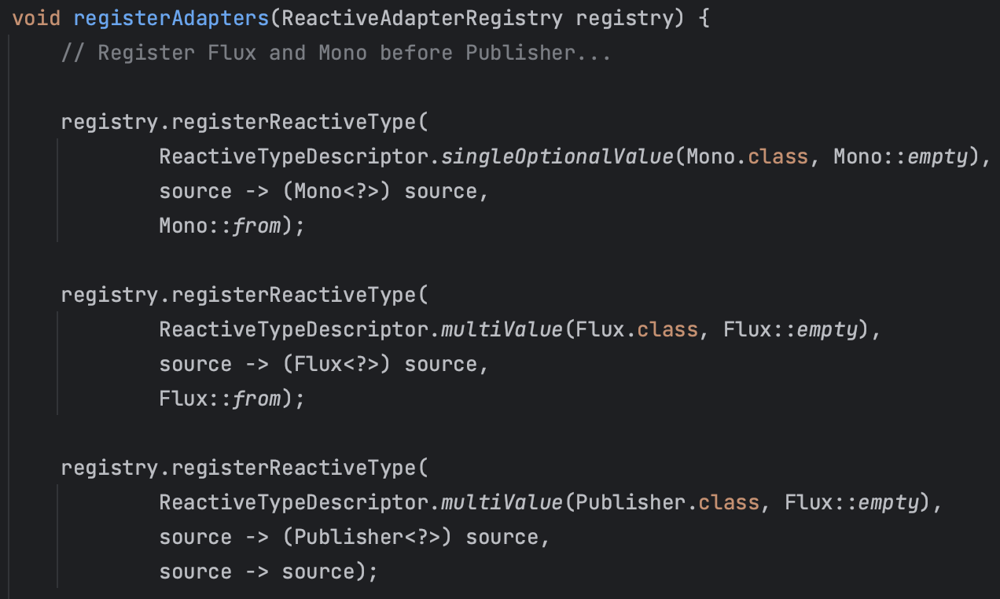 void registerAdapters(ReactiveAdapterRegistry registry) {
// Register Flux and Mono before Publisher...
registry.registerReactiveType(
ReactiveTypeDescriptor.singleOptionalValue(Mono.class, Mono::empty),
source -> (Mono<?>) source,
Mono::from);
registry.registerReactiveType(
ReactiveTypeDescriptor.multiValue(Flux.class, Flux::empty),
source -> (Flux<?>) source,
Flux::from);
registry.registerReactiveType(
ReactiveTypeDescriptor.multiValue(Publisher.class, Flux::empty),
source -> (Publisher<?>) source,
source -> source);